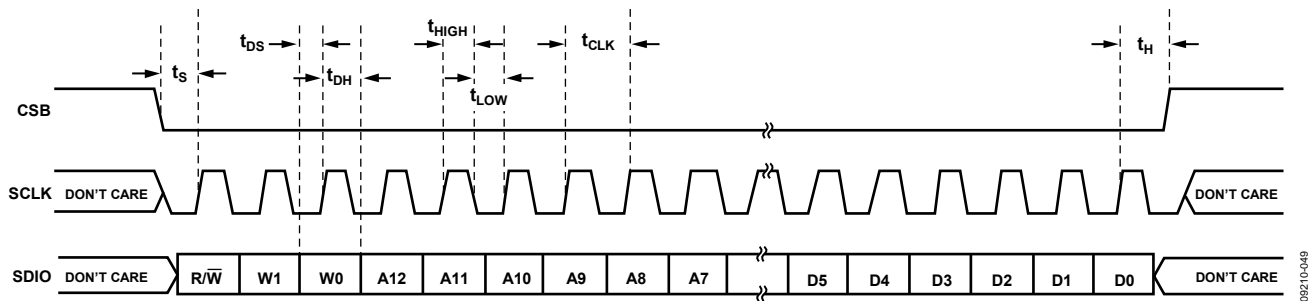 tDS
tHIGH
tCLK
tH
tS
tDH
tLOW
CSB
SCLK DON'T CARE DON'T CARE
SDIO DON'T CARE R/W̅ W1 W0 A12 A11 A10 A9 A8 A7 D5 D4 D3 D2 D1 D0 DON'T CARE
09210-049